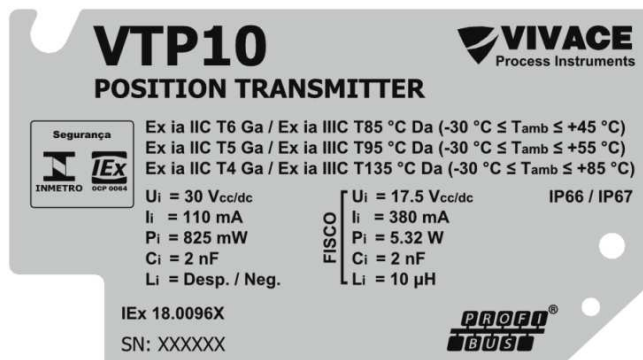 VTP10
VIVACE
Process Instruments
POSITION TRANSMITTER
Segurança
INMETRO
IEx
OCP 0064
Ex ia IIC T6 Ga / Ex ia IIIC T85 °C Da (-30 °C ≤ Tamb ≤ +45 °C)
Ex ia IIC T5 Ga / Ex ia IIIC T95 °C Da (-30 °C ≤ Tamb ≤ +55 °C)
Ex ia IIC T4 Ga / Ex ia IIIC T135 °C Da (-30 °C ≤ Tamb ≤ +85 °C)
Ui = 30 Vcc/dc
Ii = 110 mA
Pi = 825 mW
Ci = 2 nF
Li = Desp. / Neg.
FISCO
Ui = 17.5 Vcc/dc
Ii = 380 mA
Pi = 5.32 W
Ci = 2 nF
Li = 10 µH
IP66 / IP67
IEx 18.0096X
SN: XXXXXX
PROFI®
BUS